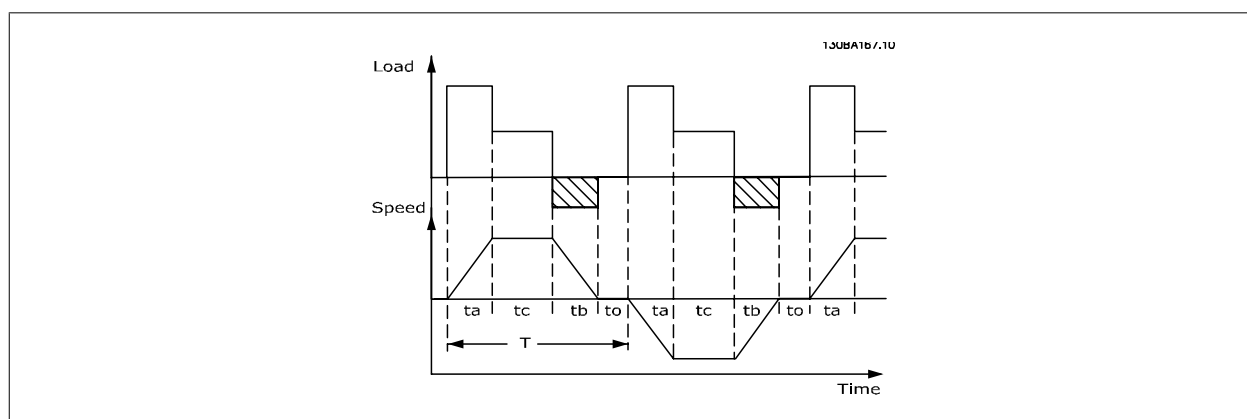 130BA167.10
Load
Speed
ta tc tb to ta tc tb to ta
T
Time